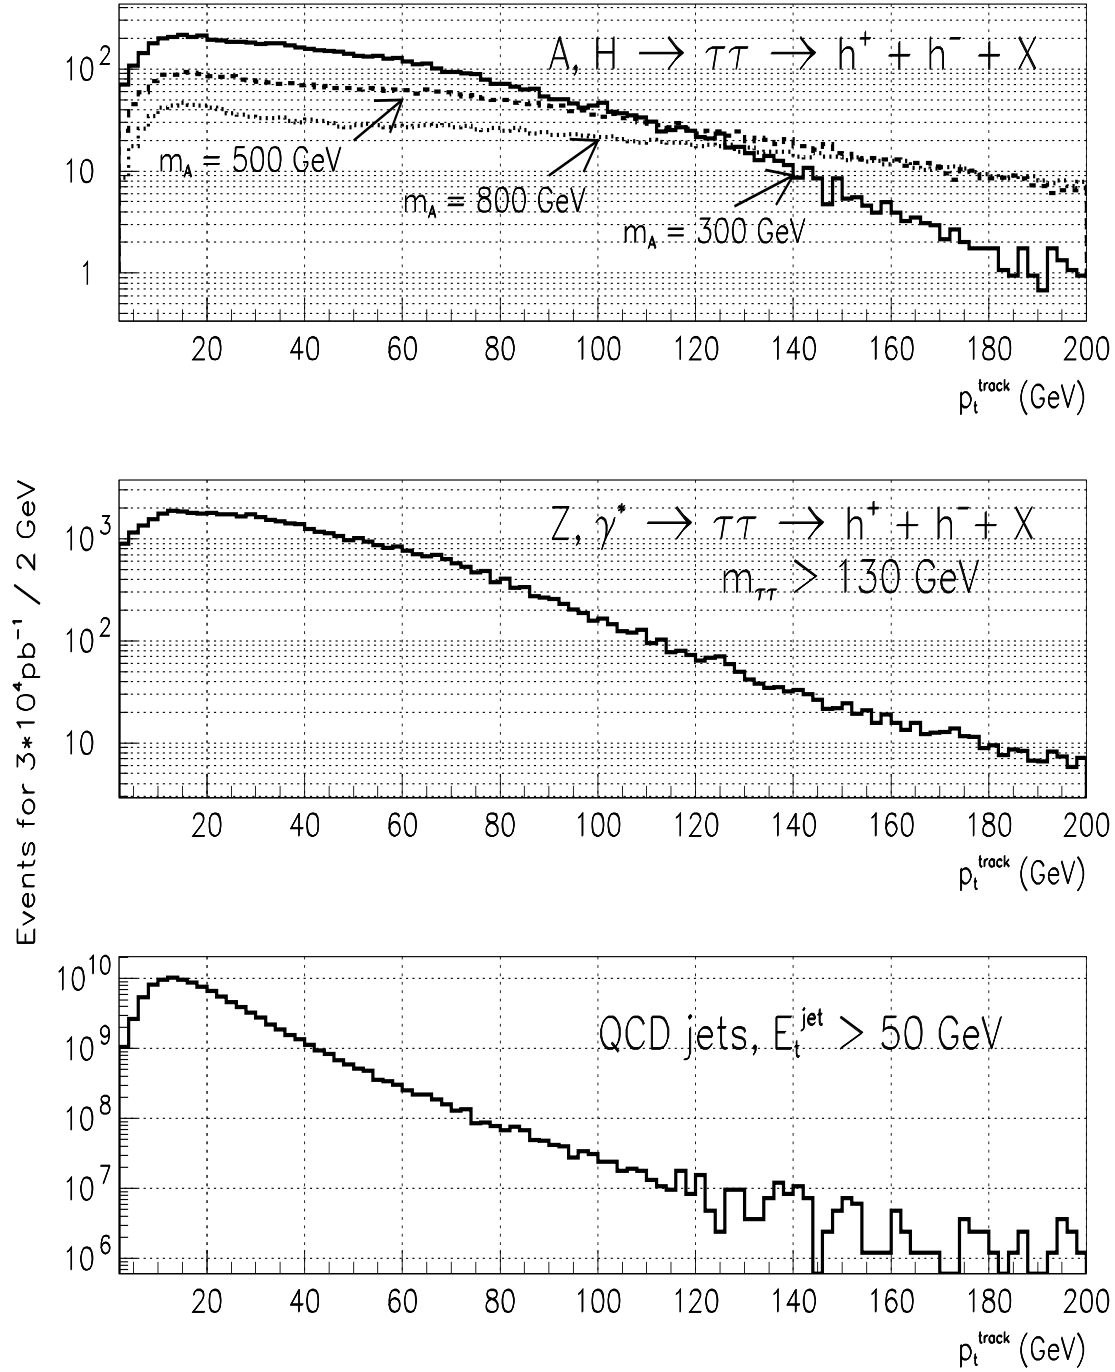 A, H → ττ → h⁺ + h⁻ + X
10²
10
1
m_A = 500 GeV
m_A = 800 GeV
m_A = 300 GeV
20 40 60 80 100 120 140 160 180 200
p_t^track (GeV)
Events for 3*10⁴pb⁻¹ / 2 GeV
Z, γ* → ττ → h⁺ + h⁻ + X
m_ττ > 130 GeV
10³
10²
10
20 40 60 80 100 120 140 160 180 200
p_t^track (GeV)
QCD jets, E_t^jet > 50 GeV
10¹⁰
10⁹
10⁸
10⁷
10⁶
20 40 60 80 100 120 140 160 180 200
p_t^track (GeV)